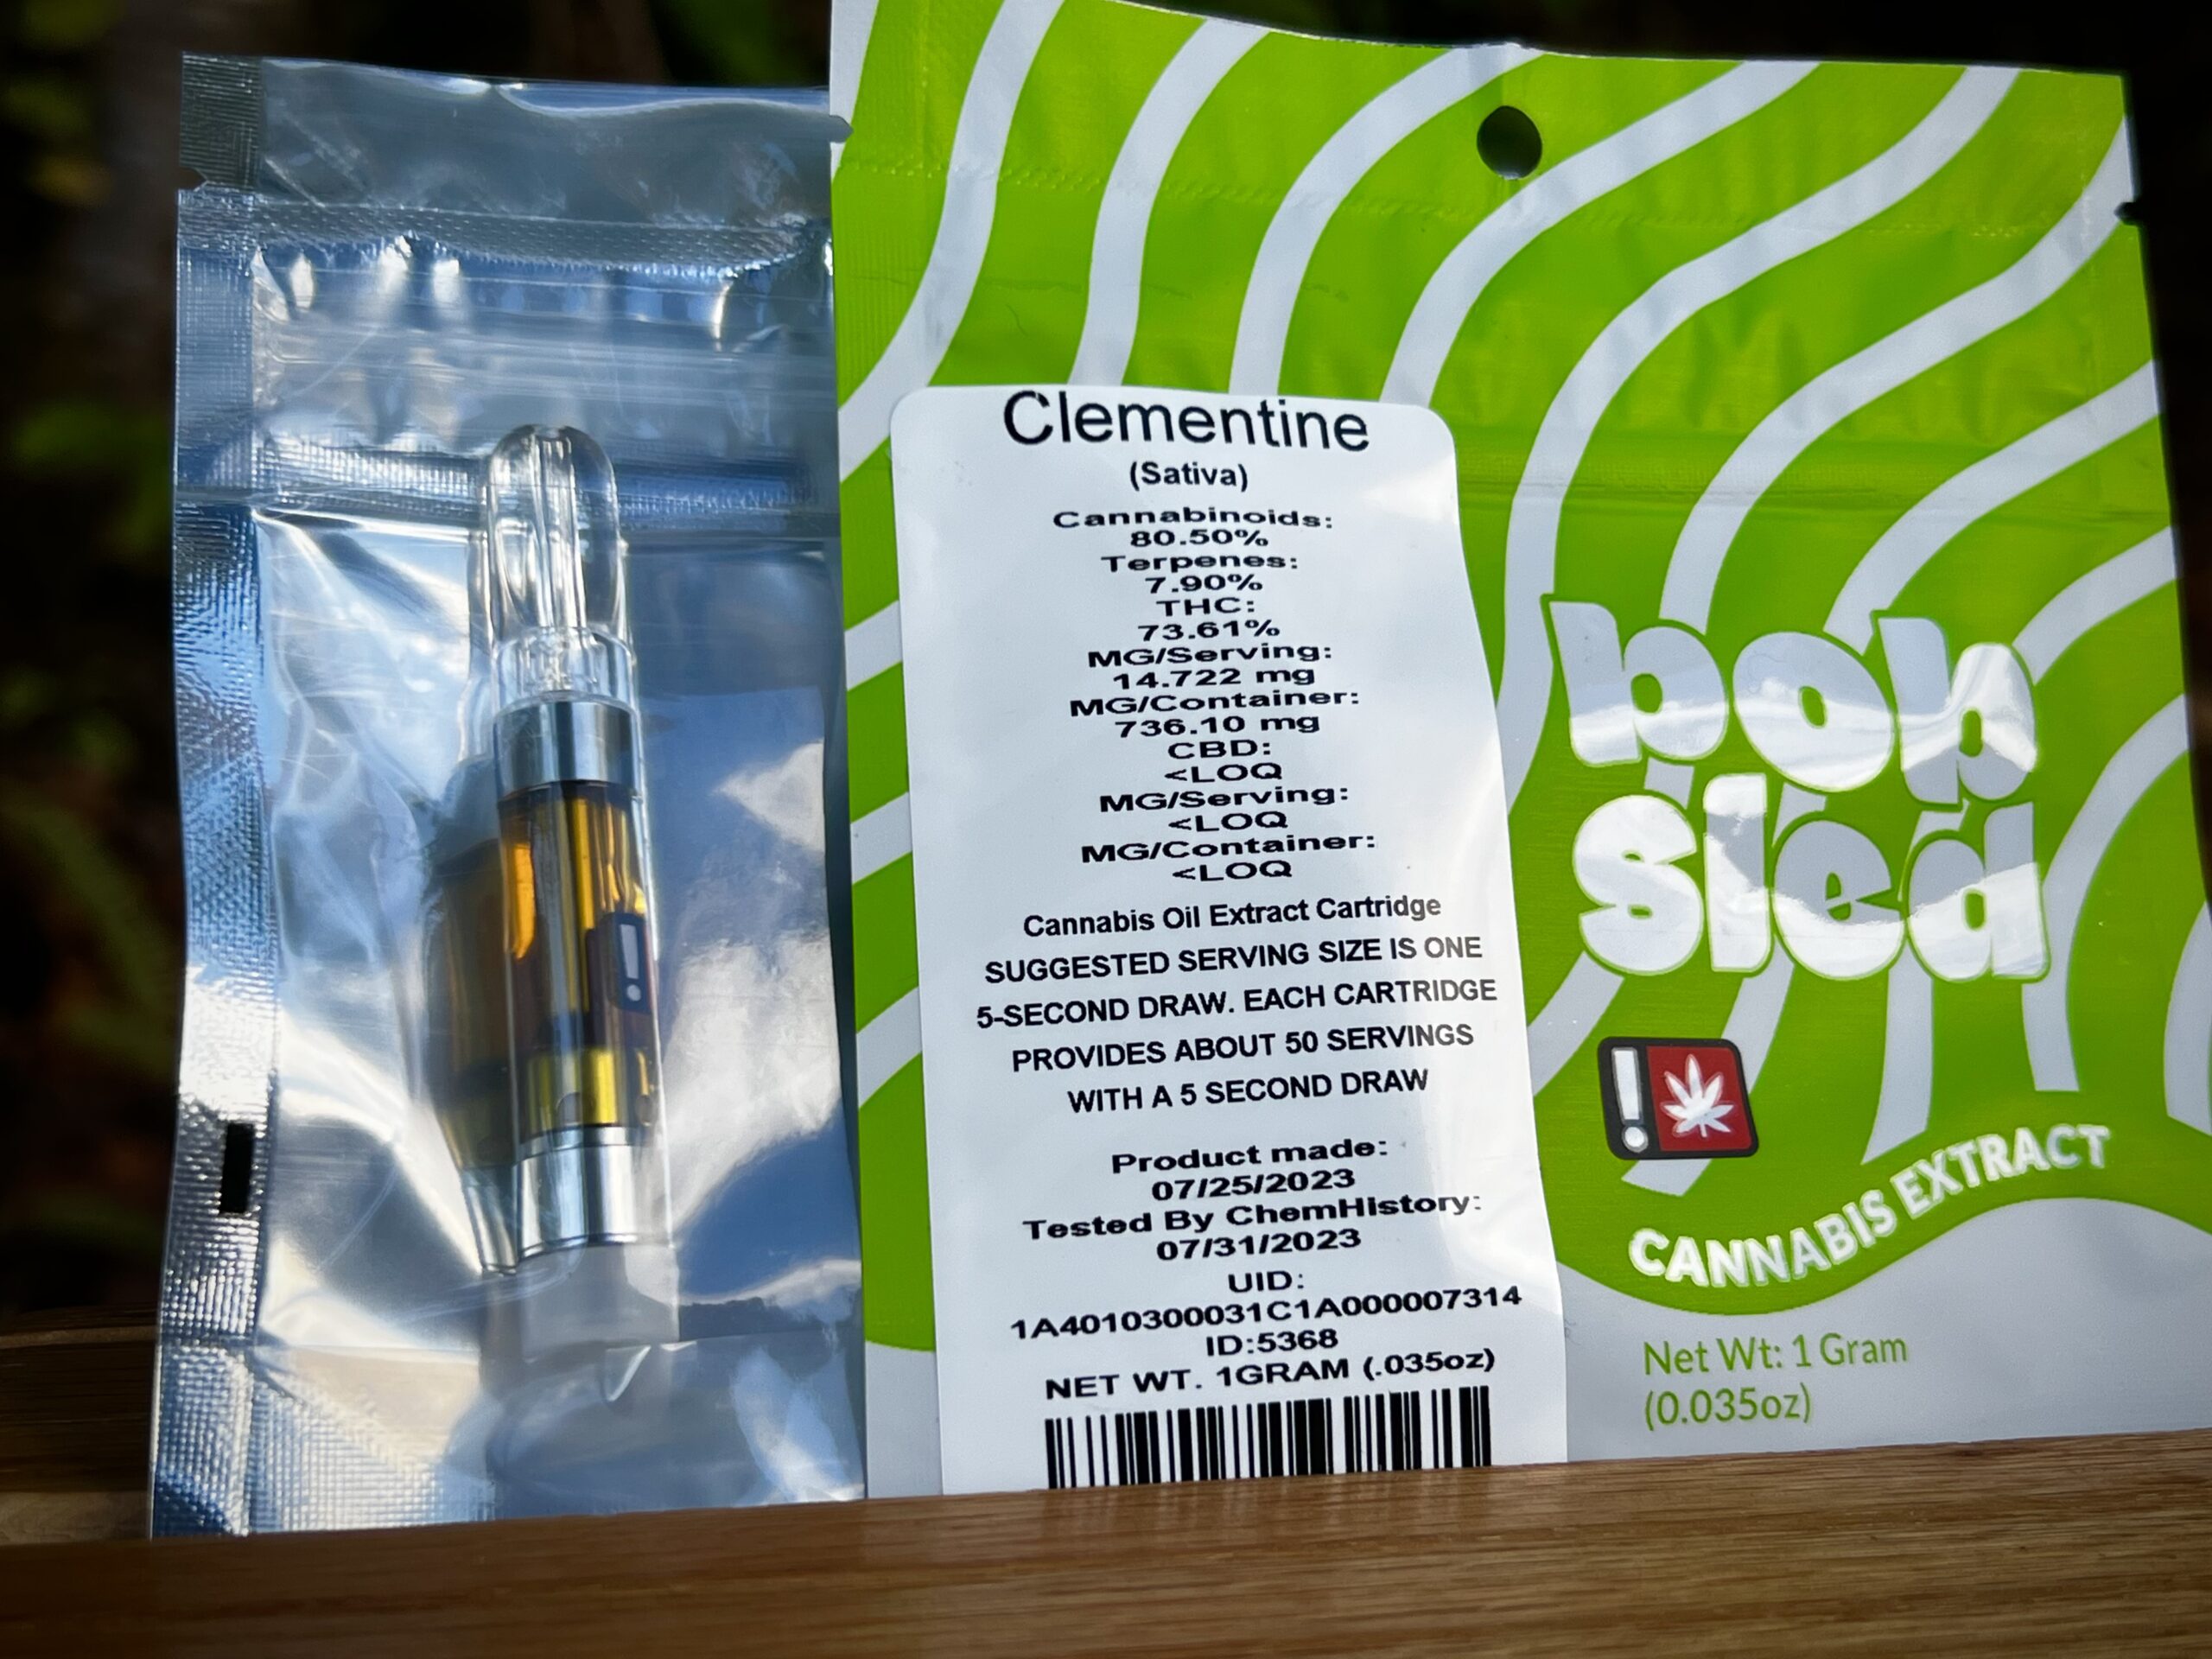 Clementine
(Sativa)
Cannabinoids:
80.50%
Terpenes:
7.90%
THC:
73.61%
MG/Serving:
14.722 mg
MG/Container:
736.10 mg
CBD:
<LOQ
MG/Serving:
<LOQ
MG/Container:
<LOQ
Cannabis Oil Extract Cartridge
SUGGESTED SERVING SIZE IS ONE
5-SECOND DRAW. EACH CARTRIDGE
PROVIDES ABOUT 50 SERVINGS
WITH A 5 SECOND DRAW
Product made:
07/25/2023
Tested By ChemHistory:
07/31/2023
UID:
1A4010300031C1A000007314
ID:5368
NET WT. 1GRAM (.035oz)
bob
sled
!
CANNABIS EXTRACT
Net Wt: 1 Gram
(0.035oz)
!